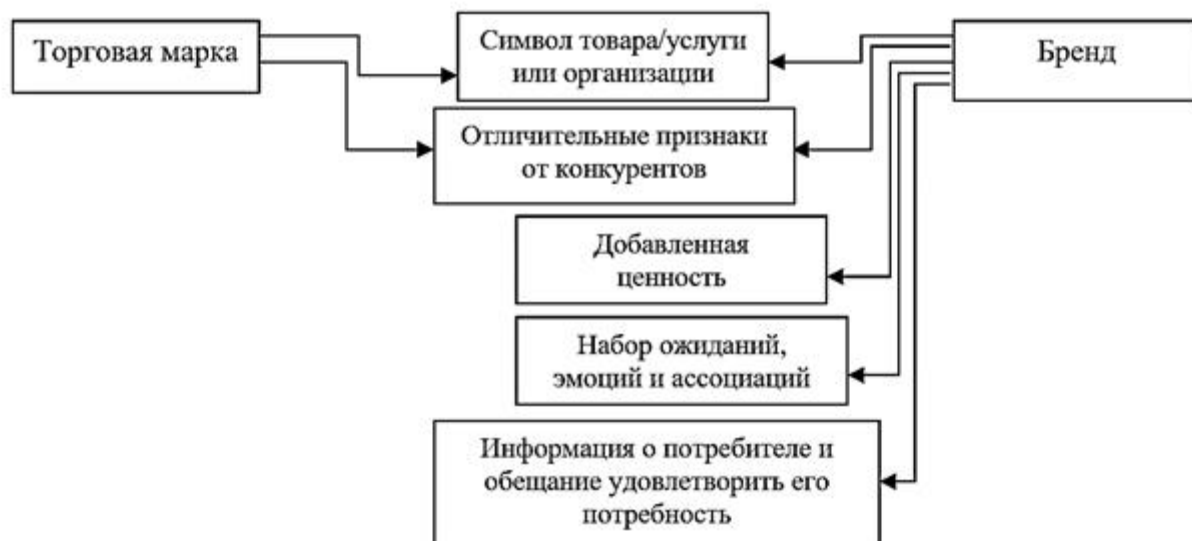 Торговая марка
Символ товара/услуги
или организации
Бренд
Отличительные признаки
от конкурентов
Добавленная
ценность
Набор ожиданий,
эмоций и ассоциаций
Информация о потребителе и
обещание удовлетворить его
потребность